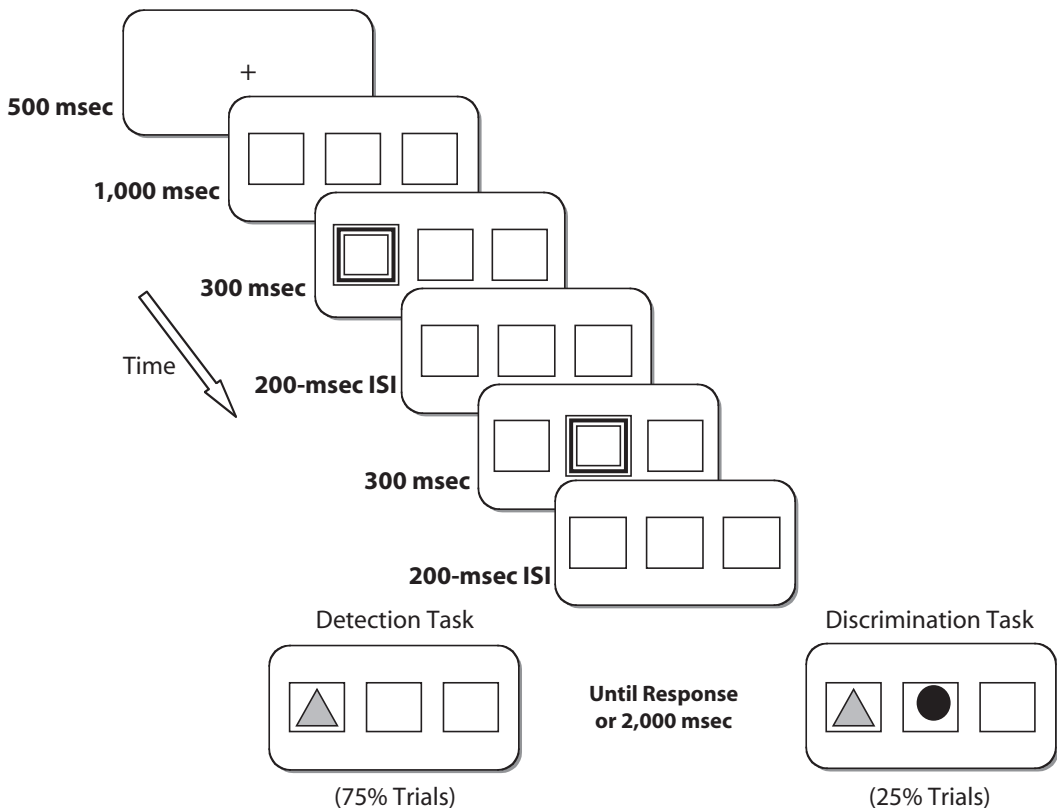 +
500 msec
1,000 msec
300 msec
Time
200-msec ISI
300 msec
200-msec ISI
Detection Task
Discrimination Task
Until Response
or 2,000 msec
(75% Trials)
(25% Trials)